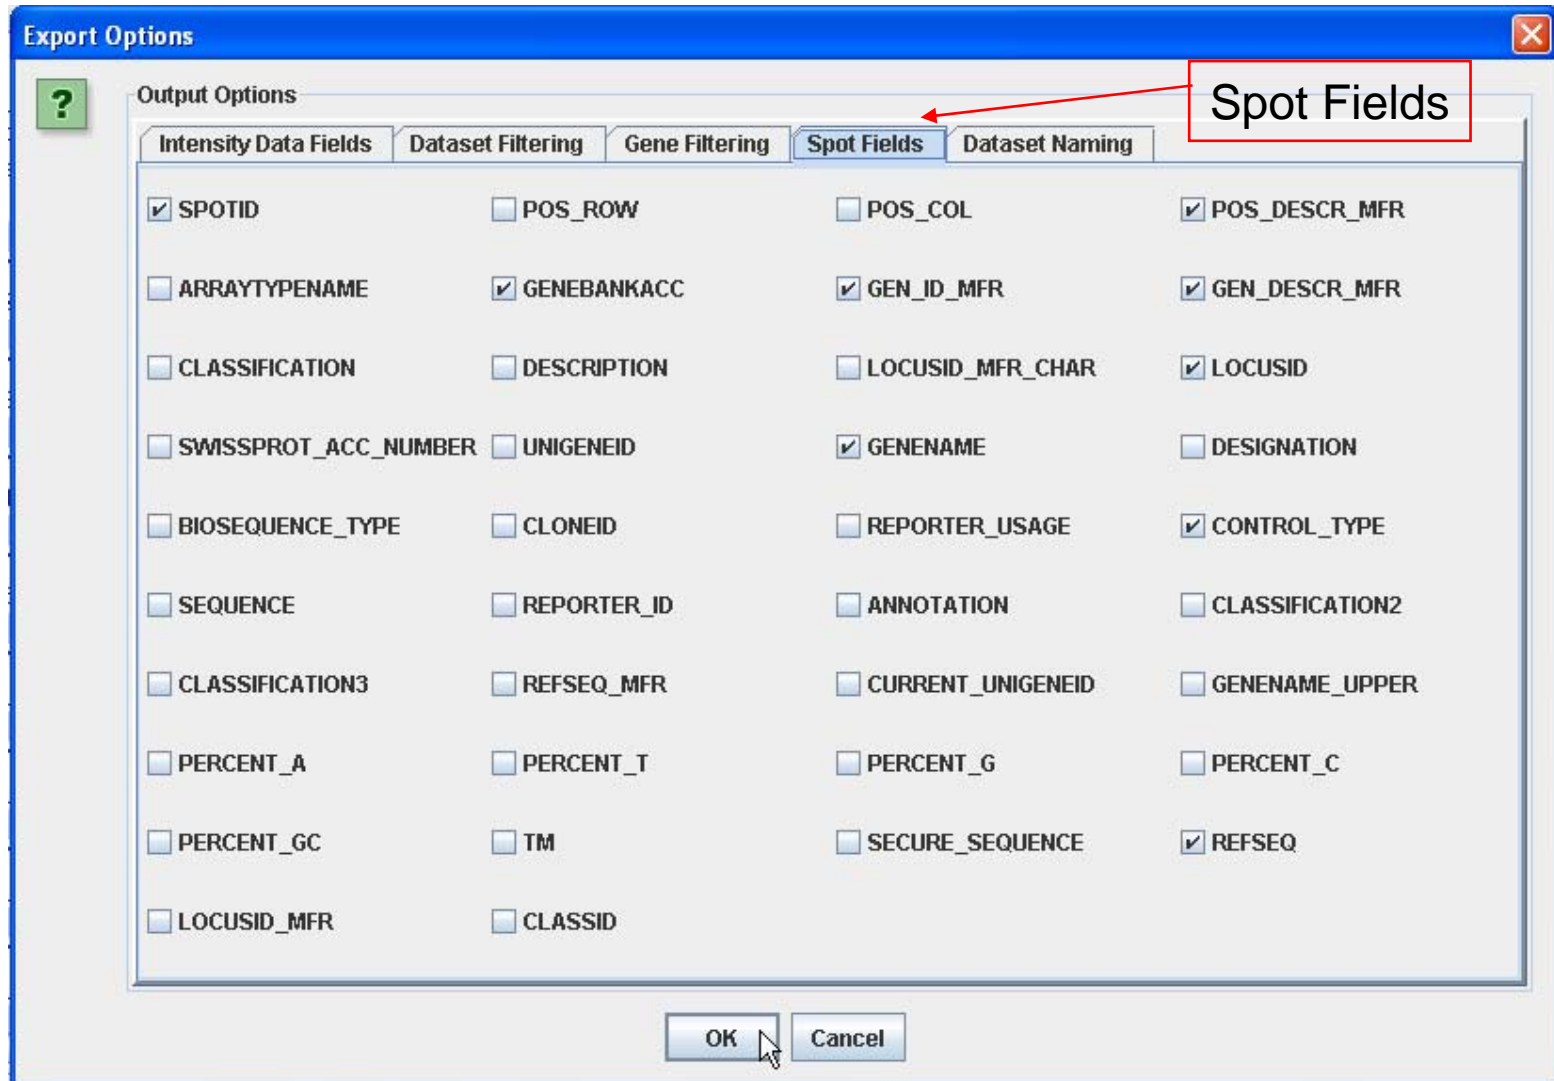 Export Options
?
Output Options
Spot Fields
Intensity Data Fields Dataset Filtering Gene Filtering Spot Fields Dataset Naming
SPOTID POS_ROW POS_COL POS_DESCR_MFR
ARRAYTYPENAME GENEBANKACC GEN_ID_MFR GEN_DESCR_MFR
CLASSIFICATION DESCRIPTION LOCUSID_MFR_CHAR LOCUSID
SWISSPROT_ACC_NUMBER UNIGENEID GENENAME DESIGNATION
BIOSEQUENCE_TYPE CLONEID REPORTER_USAGE CONTROL_TYPE
SEQUENCE REPORTER_ID ANNOTATION CLASSIFICATION2
CLASSIFICATION3 REFSEQ_MFR CURRENT_UNIGENEID GENENAME_UPPER
PERCENT_A PERCENT_T PERCENT_G PERCENT_C
PERCENT_GC TM SECURE_SEQUENCE REFSEQ
LOCUSID_MFR CLASSID
OK Cancel